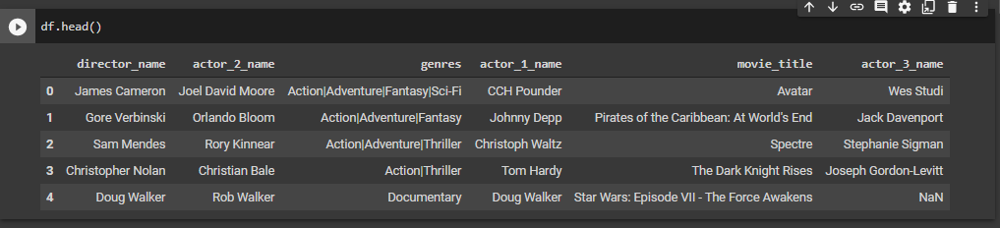 df.head()
director_name actor_2_name genres actor_1_name movie_title actor_3_name
0 James Cameron Joel David Moore Action|Adventure|Fantasy|Sci-Fi CCH Pounder Avatar Wes Studi
1 Gore Verbinski Orlando Bloom Action|Adventure|Fantasy Johnny Depp Pirates of the Caribbean: At World's End Jack Davenport
2 Sam Mendes Rory Kinnear Action|Adventure|Thriller Christoph Waltz Spectre Stephanie Sigman
3 Christopher Nolan Christian Bale Action|Thriller Tom Hardy The Dark Knight Rises Joseph Gordon-Levitt
4 Doug Walker Rob Walker Documentary Doug Walker Star Wars: Episode VII - The Force Awakens NaN